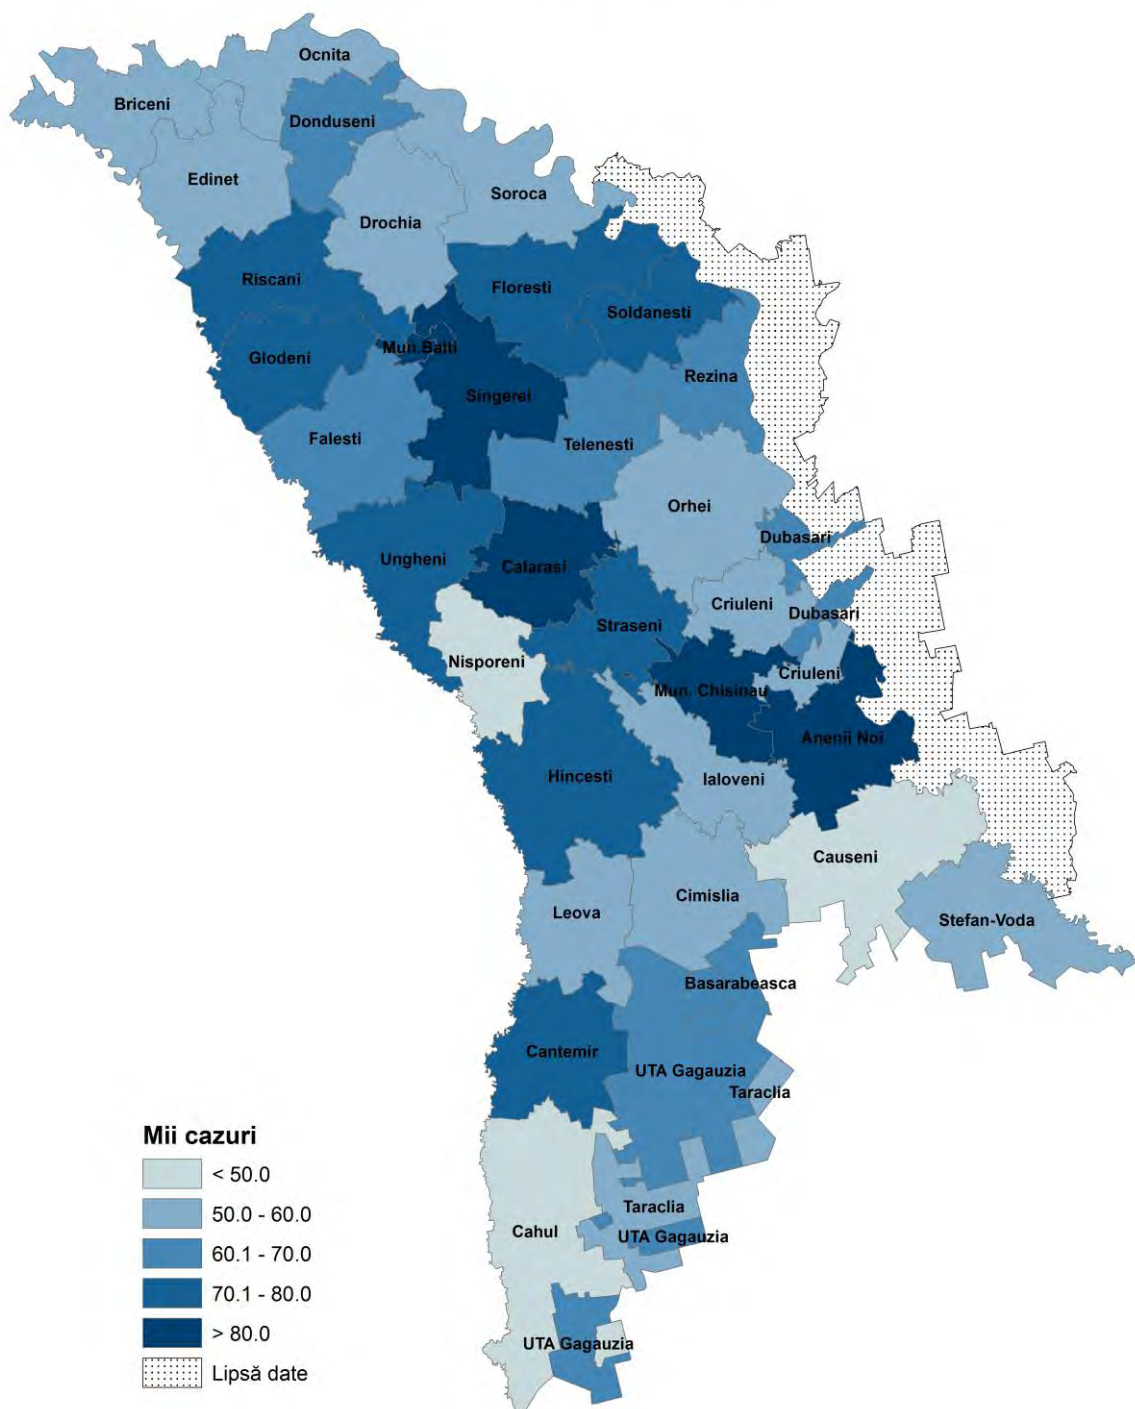 Ocnita
Briceni
Donduseni
Edinet
Soroca
Drochia
Riscani
Floresti
Soldanesti
Mun.Balti
Glodeni
Rezina
Singerei
Falesti
Telenesti
Orhei
Dubasari
Ungheni
Calarasi
Criuleni
Dubasari
Straseni
Nisporeni
Criuleni
Mun. Chisinau
Anenii Noi
Hincesti
Ialoveni
Causeni
Cimislia
Leova
Stefan-Voda
Basarabeasca
Cantemir
UTA Gagauzia
Taraclia
Taraclia
Cahul
UTA Gagauzia
UTA Gagauzia
Mii cazuri
< 50.0
50.0 - 60.0
60.1 - 70.0
70.1 - 80.0
> 80.0
Lipsă date